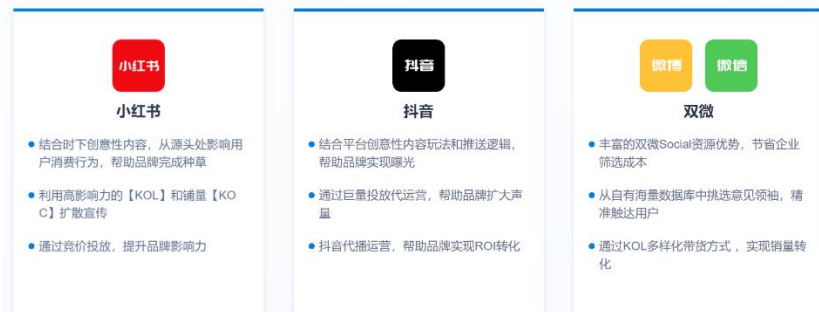 小红书
小红书
结合时下创意性内容，从源头处影响用
户消费行为，帮助品牌完成种草
利用高影响力的【KOL】和铺量【KO
C】扩散宣传
通过竞价投放，提升品牌影响力
抖音
抖音
结合平台创意性内容玩法和推送逻辑，
帮助品牌实现曝光
通过巨量投放代运营，帮助品牌扩大声
量
抖音代播运营，帮助品牌实现ROI转化
微博
微信
双微
丰富的双微Social资源优势，节省企业
筛选成本
从自有海量数据库中挑选意见领袖，精
准触达用户
通过KOL多样化带货方式 ，实现销量转
化